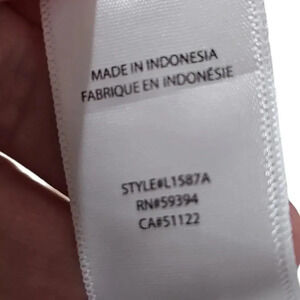 MADE IN INDONESIA
FABRIQUE EN INDONÉSIE
STYLE#L1587A
RN#59394
CA#51122